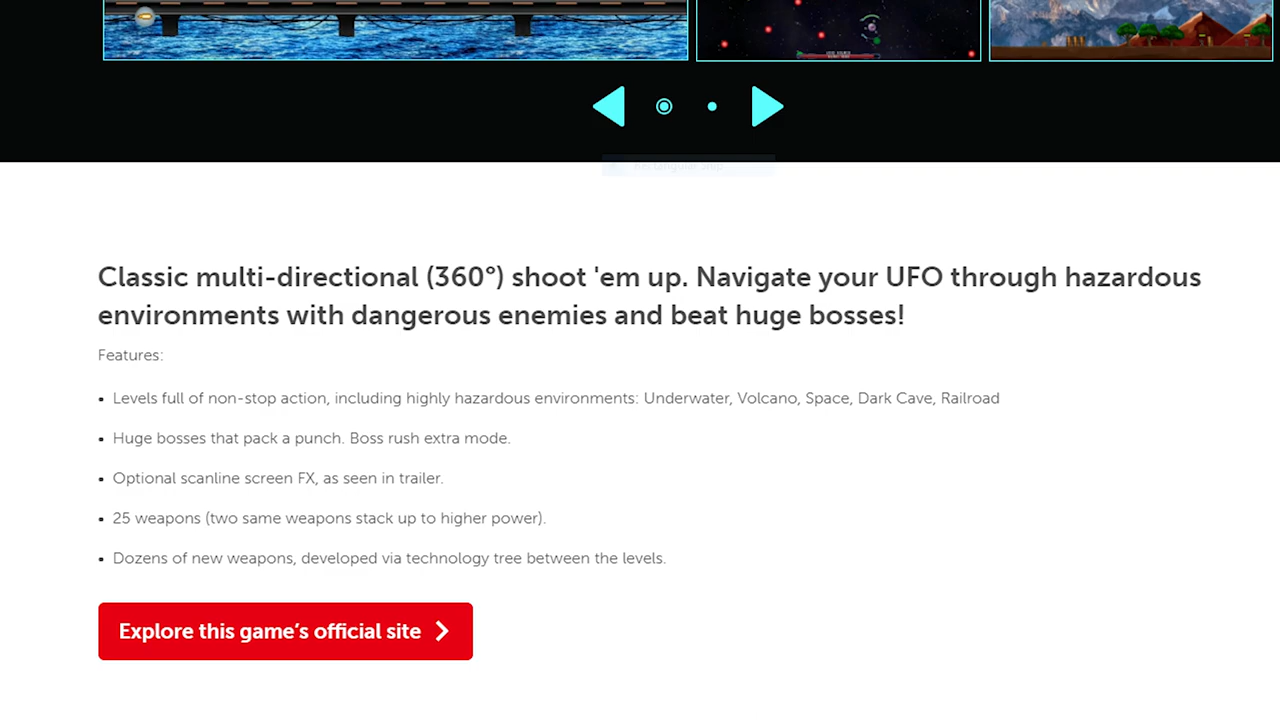 Classic multi-directional (360°) shoot 'em up. Navigate your UFO through hazardous
environments with dangerous enemies and beat huge bosses!
Features:
• Levels full of non-stop action, including highly hazardous environments: Underwater, Volcano, Space, Dark Cave, Railroad
• Huge bosses that pack a punch. Boss rush extra mode.
• Optional scanline screen FX, as seen in trailer.
• 25 weapons (two same weapons stack up to higher power).
• Dozens of new weapons, developed via technology tree between the levels.
Explore this game’s official site